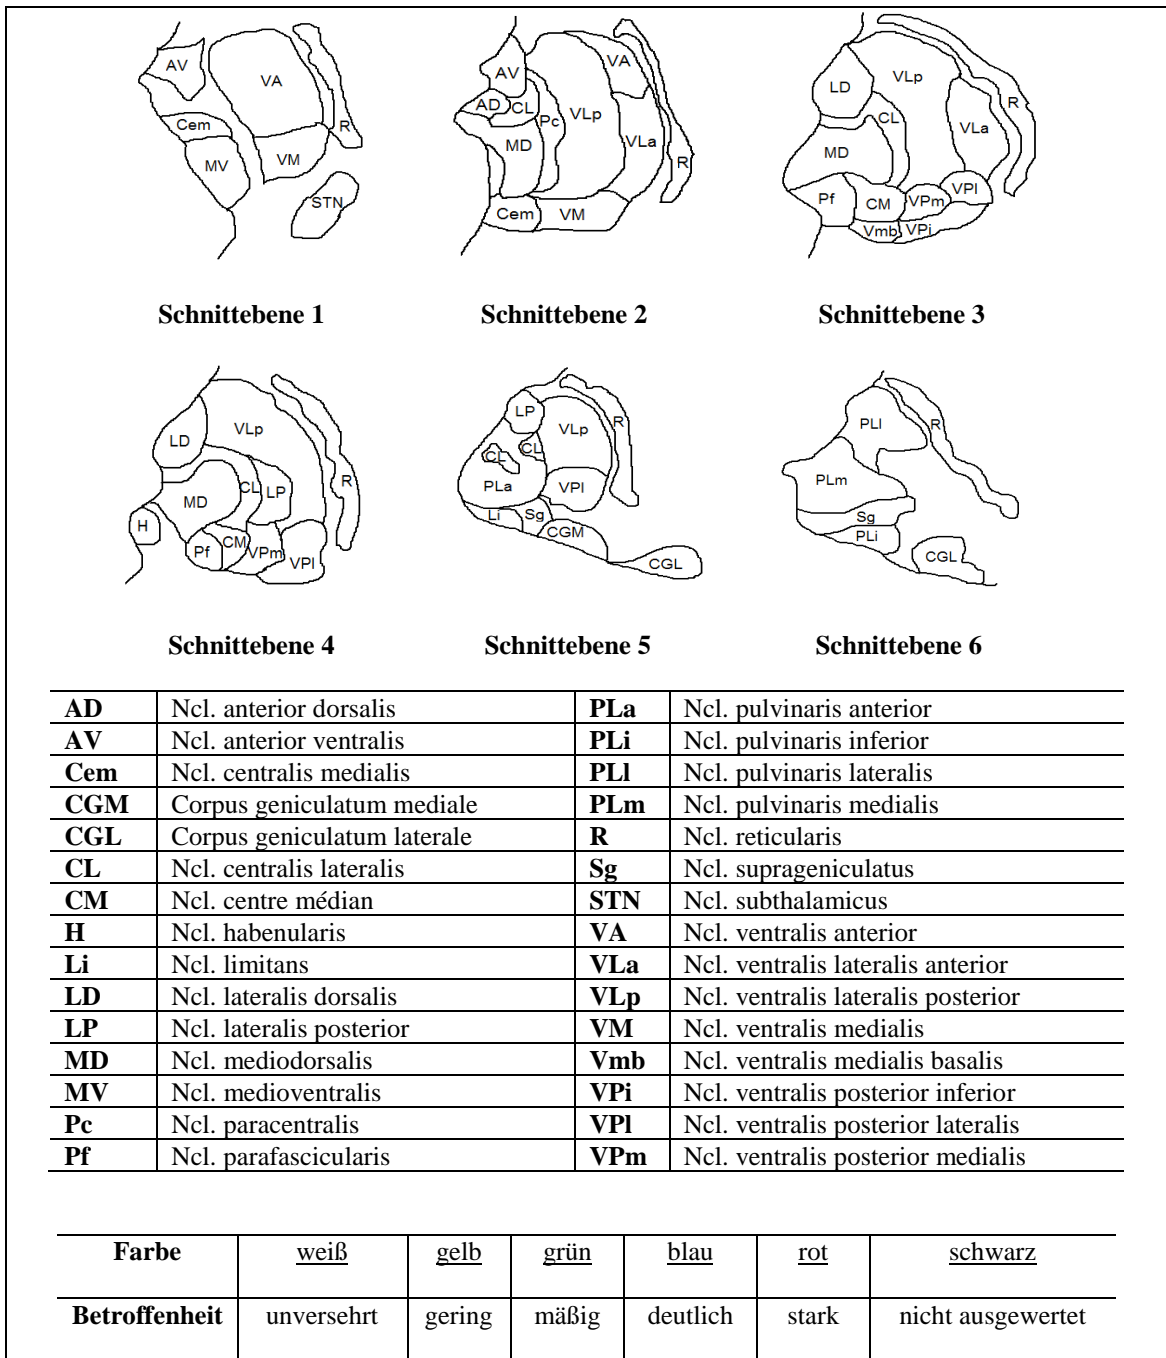 AV
VA
Cem
R
MV
VM
STN
AV
VA
AD
CL
Pc
VLp
MD
VLa
R
Cem
VM
LD
VLp
R
CL
VLa
MD
Pf
CM
VPm
VPl
Vmb
VPi
Schnittebene 1 Schnittebene 2 Schnittebene 3
LD
VLp
MD
CL
LP
R
H
Pf
CM
VPm
VPl
LP
VLp
R
CL
CL
PLa
VPl
Li
Sg
CGM
CGL
PLl
R
PLm
Sg
PLi
CGL
Schnittebene 4 Schnittebene 5 Schnittebene 6
AD Ncl. anterior dorsalis PLa Ncl. pulvinaris anterior
AV Ncl. anterior ventralis PLi Ncl. pulvinaris inferior
Cem Ncl. centralis medialis PLl Ncl. pulvinaris lateralis
CGM Corpus geniculatum mediale PLm Ncl. pulvinaris medialis
CGL Corpus geniculatum laterale R Ncl. reticularis
CL Ncl. centralis lateralis Sg Ncl. suprageniculatus
CM Ncl. centre médian STN Ncl. subthalamicus
H Ncl. habenularis VA Ncl. ventralis anterior
Li Ncl. limitans VLa Ncl. ventralis lateralis anterior
LD Ncl. lateralis dorsalis VLp Ncl. ventralis lateralis posterior
LP Ncl. lateralis posterior VM Ncl. ventralis medialis
MD Ncl. mediodorsalis Vmb Ncl. ventralis medialis basalis
MV Ncl. medioventralis VPi Ncl. ventralis posterior inferior
Pc Ncl. paracentralis VPl Ncl. ventralis posterior lateralis
Pf Ncl. parafascicularis VPm Ncl. ventralis posterior medialis
Farbe weiß gelb grün blau rot schwarz
Betroffenheit unversehrt gering mäßig deutlich stark nicht ausgewertet